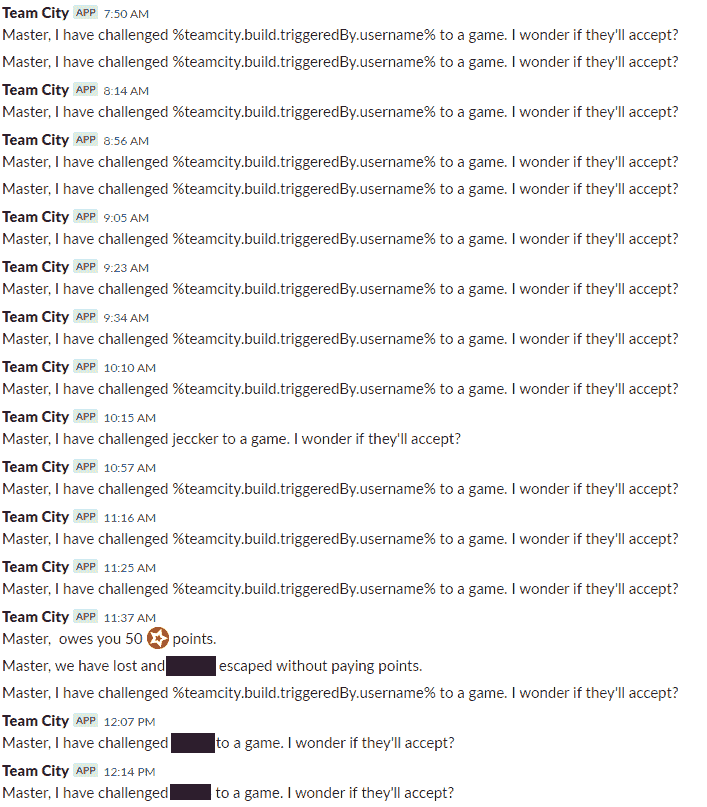 Team City APP 7:50 AM
Master, I have challenged %teamcity.build.triggeredBy.username% to a game. I wonder if they'll accept?
Master, I have challenged %teamcity.build.triggeredBy.username% to a game. I wonder if they'll accept?
Team City APP 8:14 AM
Master, I have challenged %teamcity.build.triggeredBy.username% to a game. I wonder if they'll accept?
Team City APP 8:56 AM
Master, I have challenged %teamcity.build.triggeredBy.username% to a game. I wonder if they'll accept?
Master, I have challenged %teamcity.build.triggeredBy.username% to a game. I wonder if they'll accept?
Team City APP 9:05 AM
Master, I have challenged %teamcity.build.triggeredBy.username% to a game. I wonder if they'll accept?
Team City APP 9:23 AM
Master, I have challenged %teamcity.build.triggeredBy.username% to a game. I wonder if they'll accept?
Team City APP 9:34 AM
Master, I have challenged %teamcity.build.triggeredBy.username% to a game. I wonder if they'll accept?
Team City APP 10:10 AM
Master, I have challenged %teamcity.build.triggeredBy.username% to a game. I wonder if they'll accept?
Team City APP 10:15 AM
Master, I have challenged jeccker to a game. I wonder if they'll accept?
Team City APP 10:57 AM
Master, I have challenged %teamcity.build.triggeredBy.username% to a game. I wonder if they'll accept?
Team City APP 11:16 AM
Master, I have challenged %teamcity.build.triggeredBy.username% to a game. I wonder if they'll accept?
Team City APP 11:25 AM
Master, I have challenged %teamcity.build.triggeredBy.username% to a game. I wonder if they'll accept?
Team City APP 11:37 AM
Master, owes you 50 points.
Master, we have lost and escaped without paying points.
Master, I have challenged %teamcity.build.triggeredBy.username% to a game. I wonder if they'll accept?
Team City APP 12:07 PM
Master, I have challenged to a game. I wonder if they'll accept?
Team City APP 12:14 PM
Master, I have challenged to a game. I wonder if they'll accept?